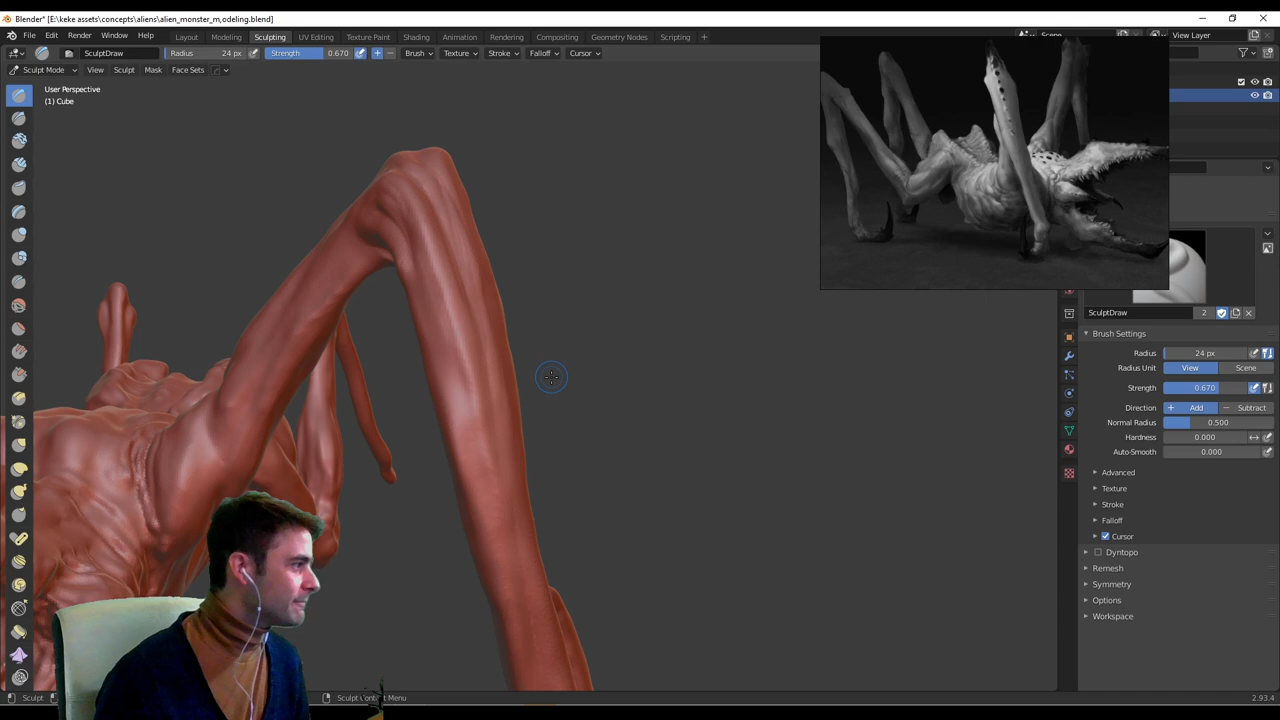 Blender* [E:\keke assets\concepts\aliens\alien_monster_m,odeling.blend]
File Edit Render Window Help Layout Modeling Sculpting UV Editing Texture Paint Shading Animation Rendering Compositing Geometry Nodes Scripting + Scene View Layer
SculptDraw Radius 24 px Strength 0.670 + − Brush Texture Stroke Falloff Cursor
Sculpt Mode View Sculpt Mask Face Sets
User Perspective
(1) Cube
SculptDraw 2
Brush Settings
Radius 24 px
Radius Unit View Scene
Strength 0.670
Direction + Add − Subtract
Normal Radius 0.500
Hardness 0.000
Auto-Smooth 0.000
Advanced
Texture
Stroke
Falloff
Cursor
Dyntopo
Remesh
Symmetry
Options
Workspace
Sculpt Sculpt Context Menu 2.93.4